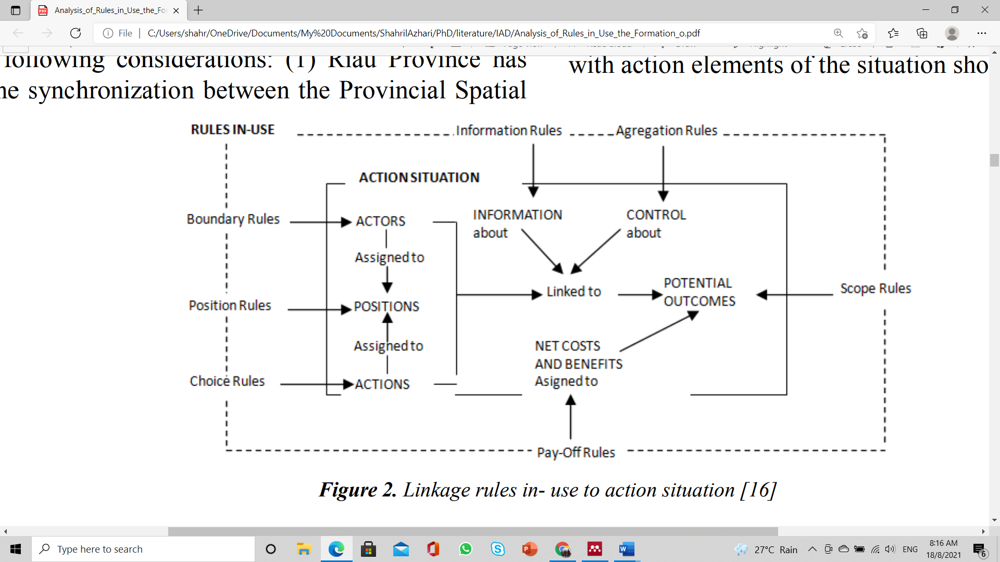 Analysis_of_Rules_in_Use_the_Fo
File
C:/Users/shahr/OneDrive/Documents/My%20Documents/ShahrilAzhari/PhD/literature/IAD/Analysis_of_Rules_in_Use_the_Formation_o.pdf
following considerations: (1) Riau Province has
he synchronization between the Provincial Spatial
with action elements of the situation sho
RULES IN-USE
Information Rules
Agregation Rules
ACTION SITUATION
Boundary Rules
ACTORS
INFORMATION
about
CONTROL
about
Assigned to
Position Rules
POSITIONS
Linked to
POTENTIAL
OUTCOMES
Scope Rules
Assigned to
NET COSTS
AND BENEFITS
Asigned to
Choice Rules
ACTIONS
Pay-Off Rules
Figure 2. Linkage rules in- use to action situation [16]
Type here to search
27°C Rain
ENG
8:16 AM
18/8/2021
6